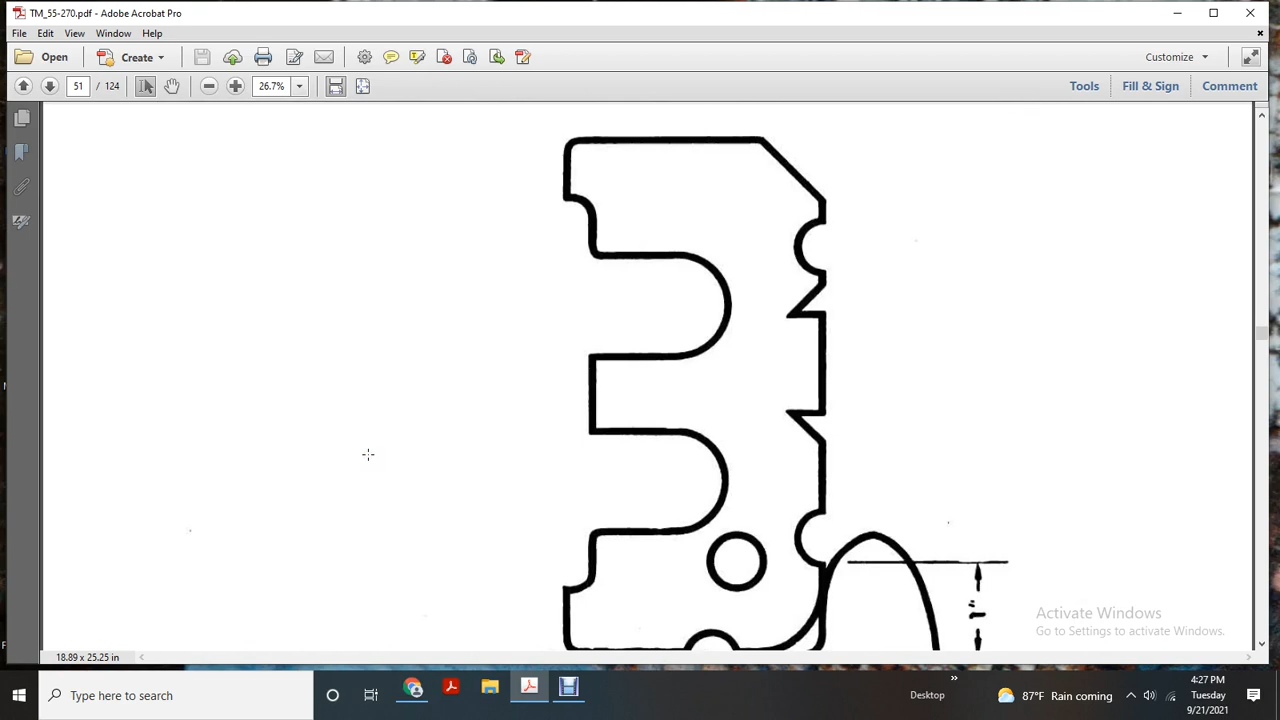 TM_55-270.pdf - Adobe Acrobat Pro
File Edit View Window Help
Open Create Customize
51 / 124 26.7% Tools Fill & Sign Comment
1"
Activate Windows
Go to Settings to activate Windows.
18.89 x 25.25 in
Type here to search Desktop » 87°F Rain coming 4:27 PM
Tuesday
9/21/2021